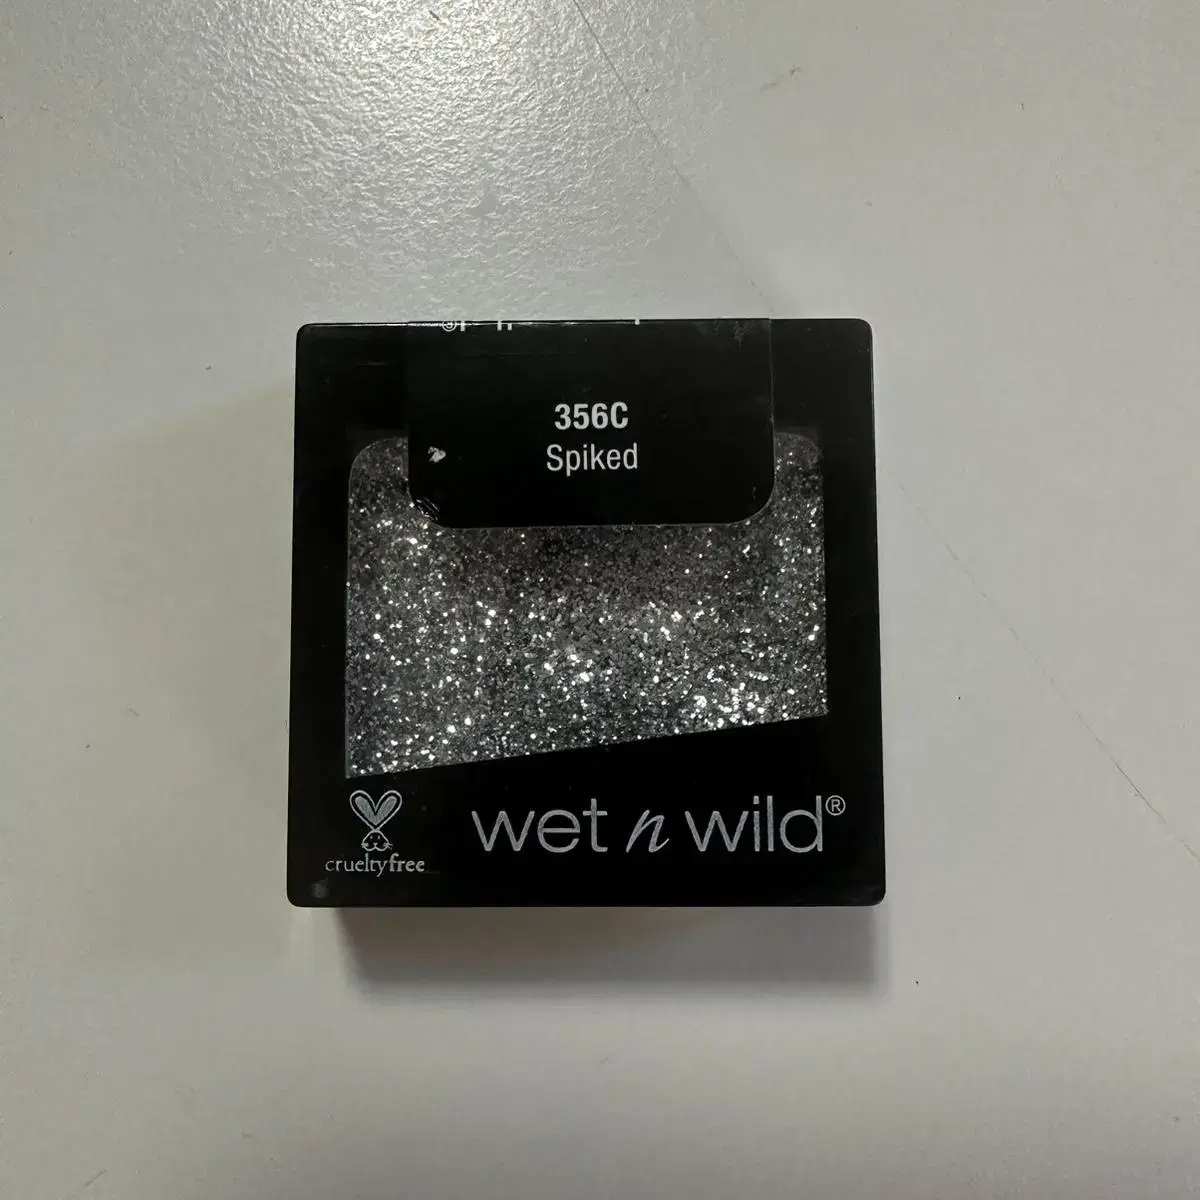 356C
Spiked
wet n wild®
crueltyfree